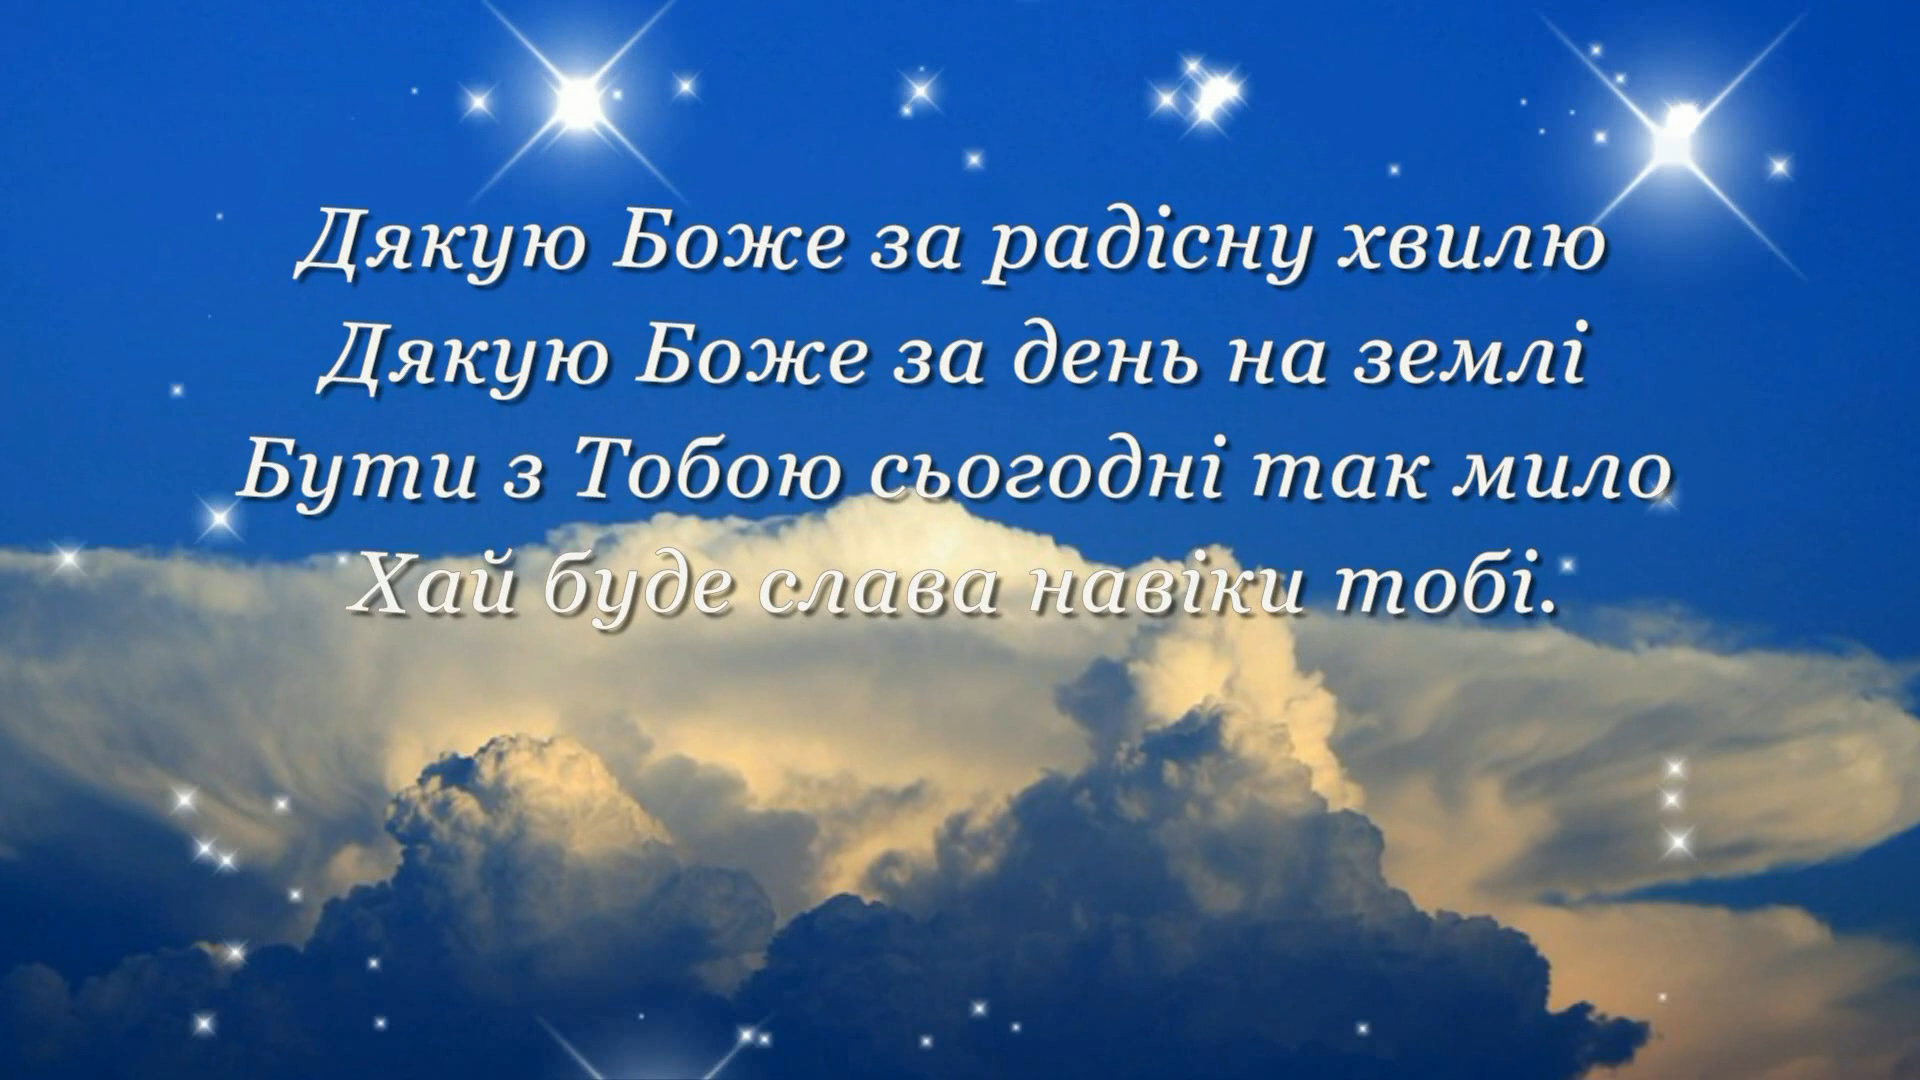 Дякую Боже за радісну хвилю
Дякую Боже за день на землі
Бути з Тобою сьогодні так мило
Хай буде слава навіки тобі.